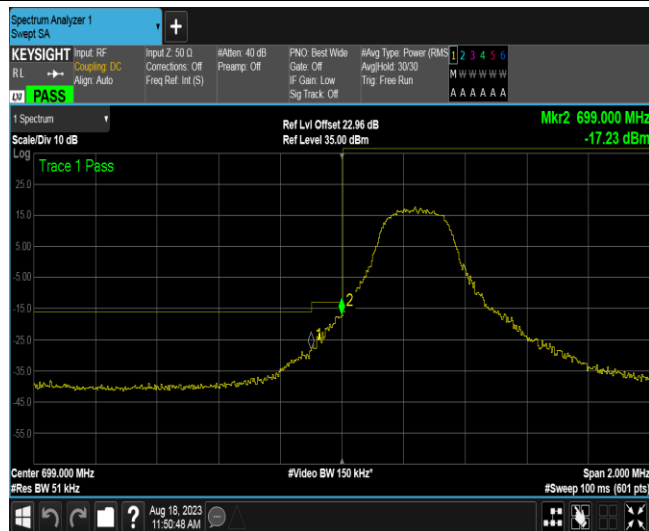 Spectrum Analyzer 1
Swept SA
+
KEYSIGHT Input: RF Input Z: 50 Ω #Atten: 40 dB PNO: Best Wide #Avg Type: Power (RMS 1 2 3 4 5 6
RL Coupling: DC Corrections: Off Preamp: Off Gate: Off Avg|Hold: 30/30 M W W W W W
Align: Auto Freq Ref: Int (S) IF Gain: Low Trig: Free Run
LXI PASS Sig Track: Off A A A A A A
1 Spectrum Ref Lvl Offset 22.96 dB Mkr2 699.000 MHz
Scale/Div 10 dB Ref Level 35.00 dBm -17.23 dBm
Log
Trace 1 Pass
25.0
15.0
5.00
-5.00
-15.0
2
1
-25.0
-35.0
-45.0
-55.0
Center 699.000 MHz #Video BW 150 kHz* Span 2.000 MHz
#Res BW 51 kHz #Sweep 100 ms (601 pts)
? Aug 18, 2023
11:50:48 AM